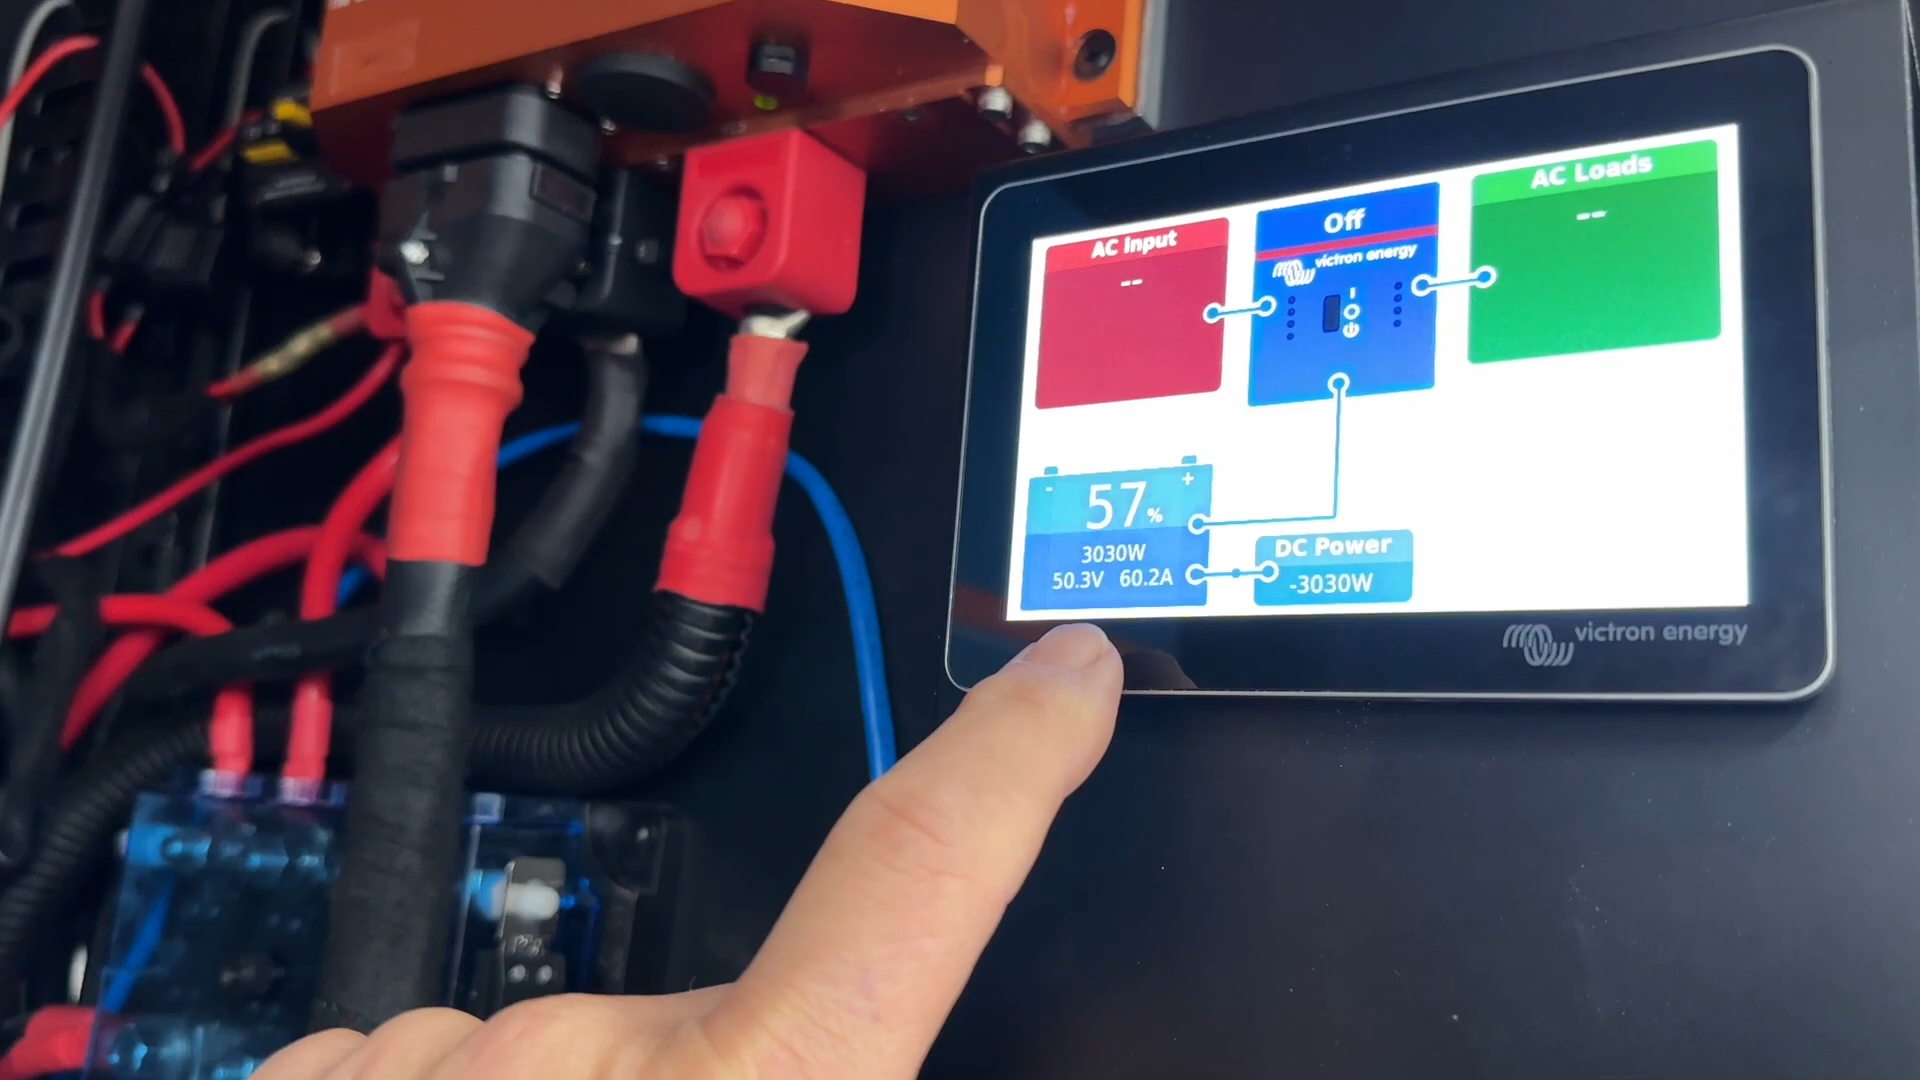 AC Input
--
Off
victron energy
AC Loads
--
- +
57%
3030W
50.3V 60.2A
DC Power
-3030W
victron energy